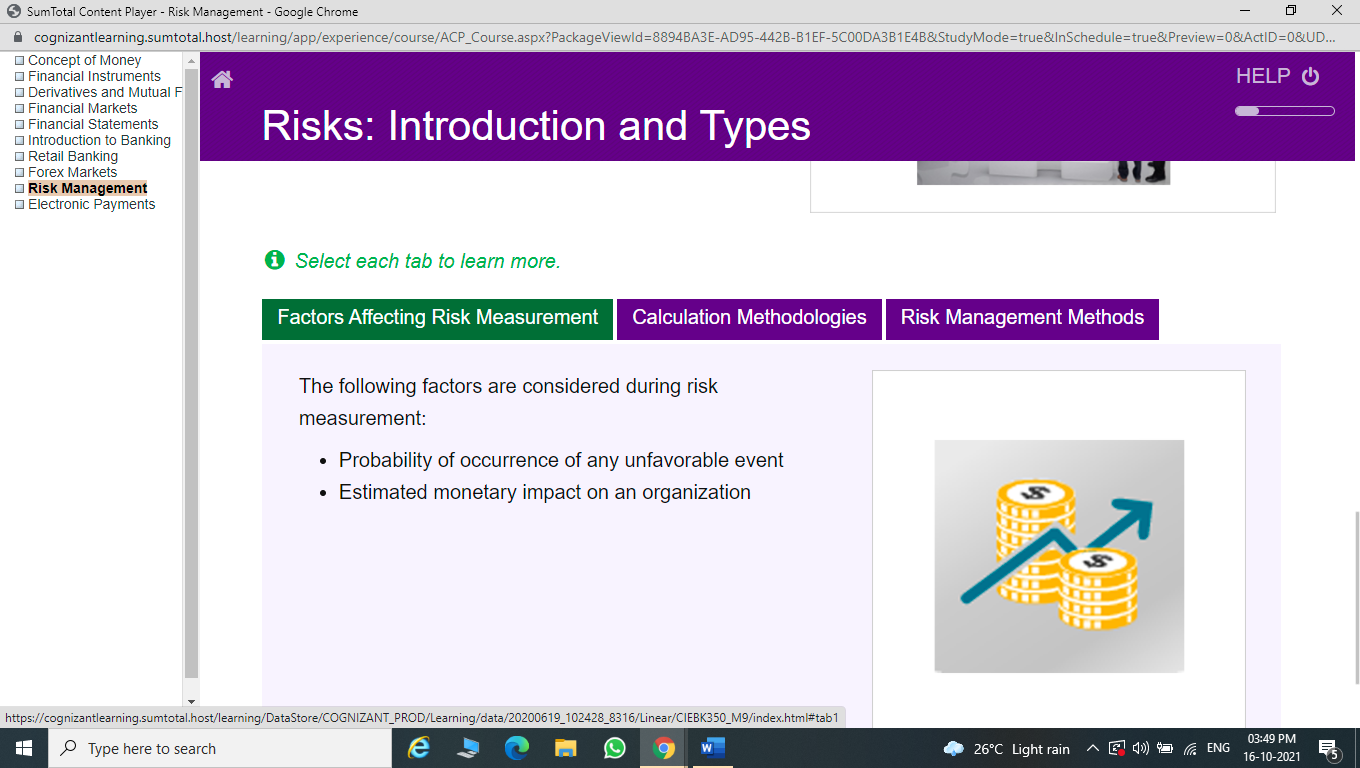 SumTotal Content Player - Risk Management - Google Chrome
cognizantlearning.sumtotal.host/learning/app/experience/course/ACP_Course.aspx?PackageViewId=8894BA3E-AD95-442B-B1EF-5C00DA3B1E4B&StudyMode=true&InSchedule=true&Preview=0&ActID=0&UD...
Concept of Money
Financial Instruments
Derivatives and Mutual F
Financial Markets
Financial Statements
Introduction to Banking
Retail Banking
Forex Markets
Risk Management
Electronic Payments
HELP
Risks: Introduction and Types
Select each tab to learn more.
Factors Affecting Risk Measurement
Calculation Methodologies
Risk Management Methods
The following factors are considered during risk
measurement:
• Probability of occurrence of any unfavorable event
• Estimated monetary impact on an organization
$
$
https://cognizantlearning.sumtotal.host/learning/DataStore/COGNIZANT_PROD/Learning/data/20200619_102428_8316/Linear/CIEBK350_M9/index.html#tab1
Type here to search
26°C Light rain
ENG
03:49 PM
16-10-2021
5